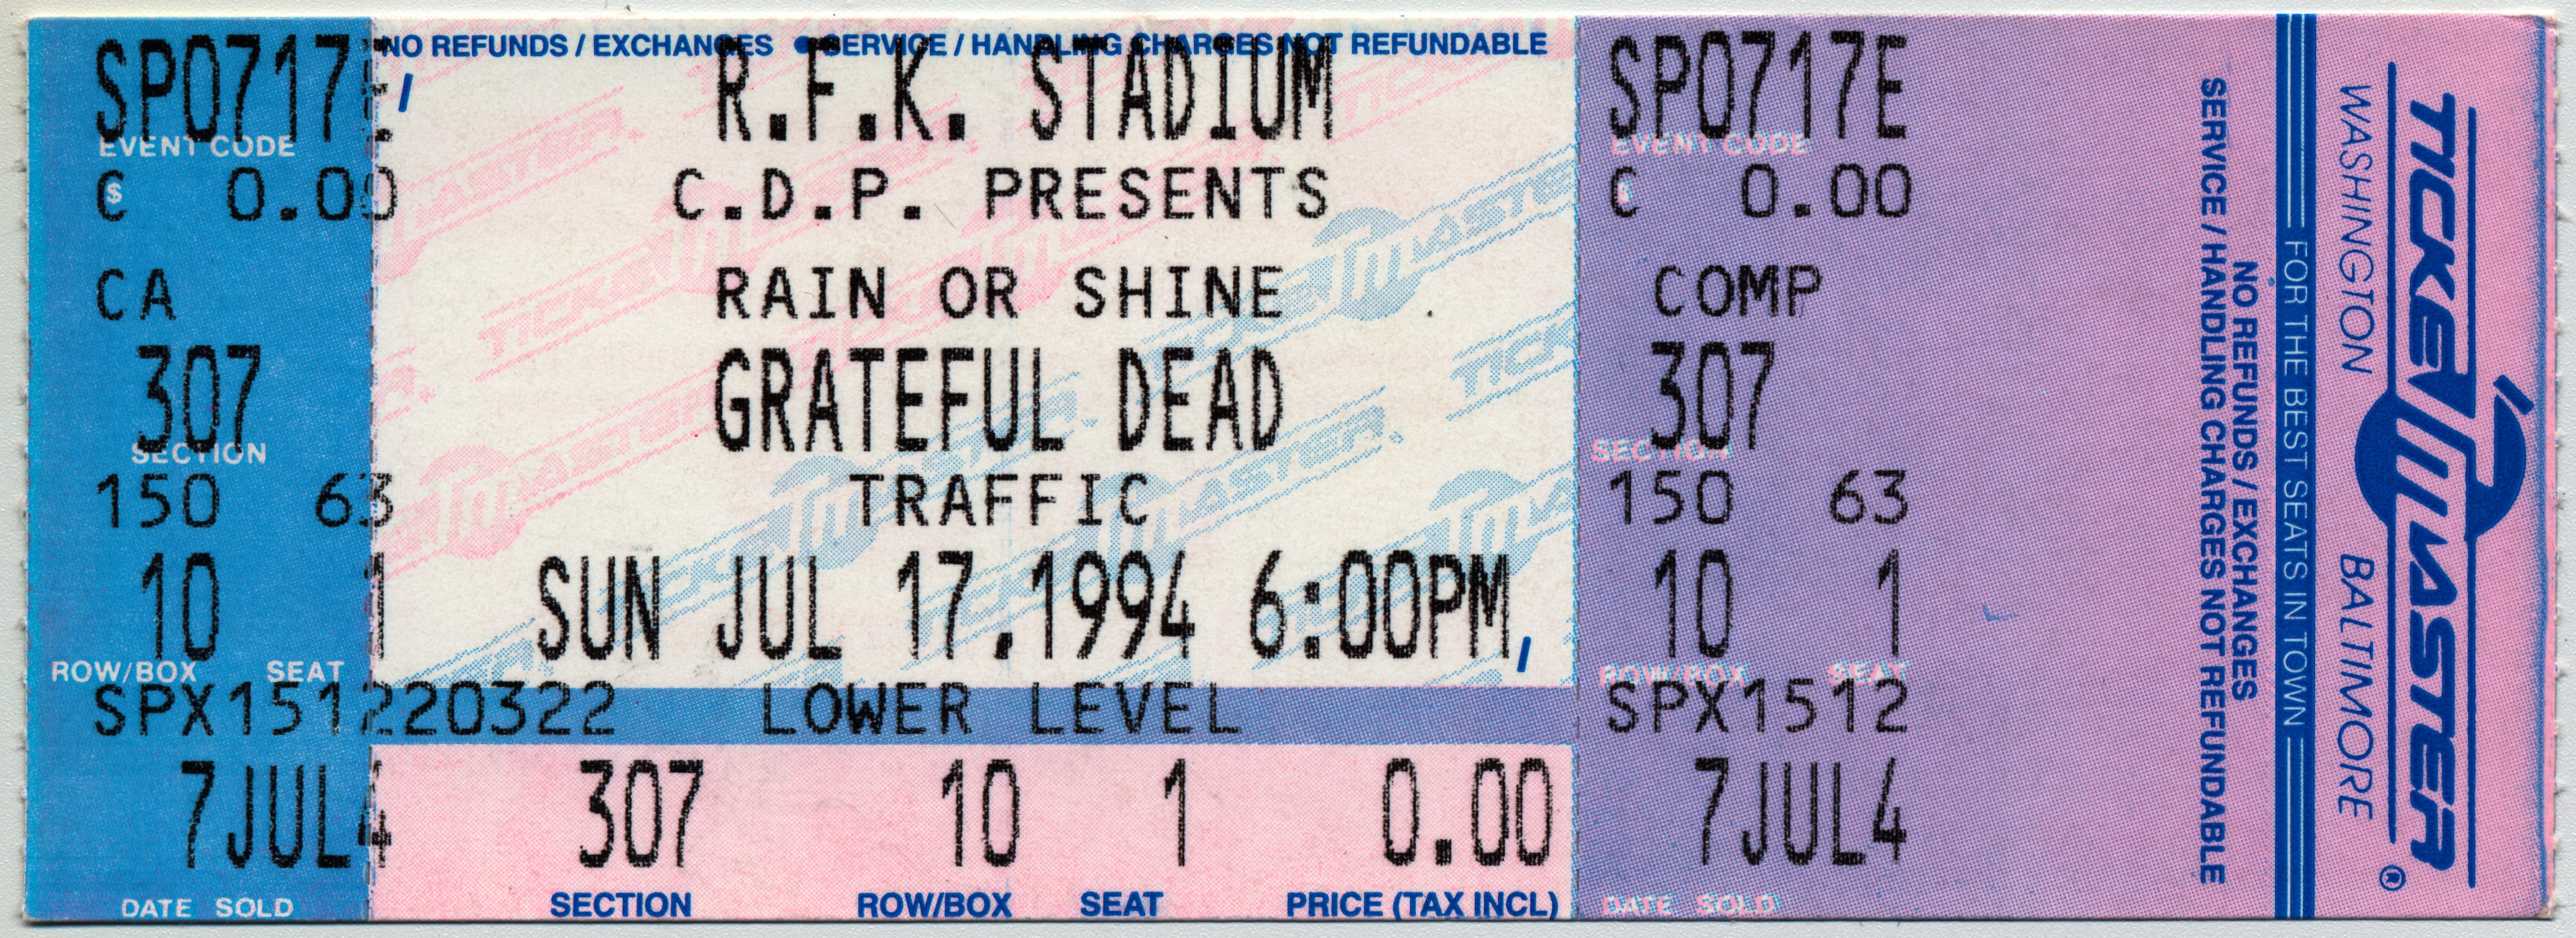 SP0717E
EVENT CODE
$
C 0.00
CA
307
SECTION
150 63
10 1
ROW/BOX SEAT
SPX151220322
7JUL4
DATE SOLD
NO REFUNDS / EXCHANGES • SERVICE / HANDLING CHARGES NOT REFUNDABLE
R.F.K. STADIUM
C.D.P. PRESENTS
RAIN OR SHINE
GRATEFUL DEAD
TRAFFIC
SUN JUL 17.1994 6:00PM
LOWER LEVEL
307 10 1 0.00
SECTION ROW/BOX SEAT PRICE (TAX INCL)
SP0717E
EVENT CODE
C 0.00
COMP
307
SECTION
150 63
10 1
ROW/BOX SEAT
SPX1512
7JUL4
DATE SOLD
TICKETMASTER®
WASHINGTON BALTIMORE
FOR THE BEST SEATS IN TOWN
NO REFUNDS / EXCHANGES
SERVICE / HANDLING CHARGES NOT REFUNDABLE